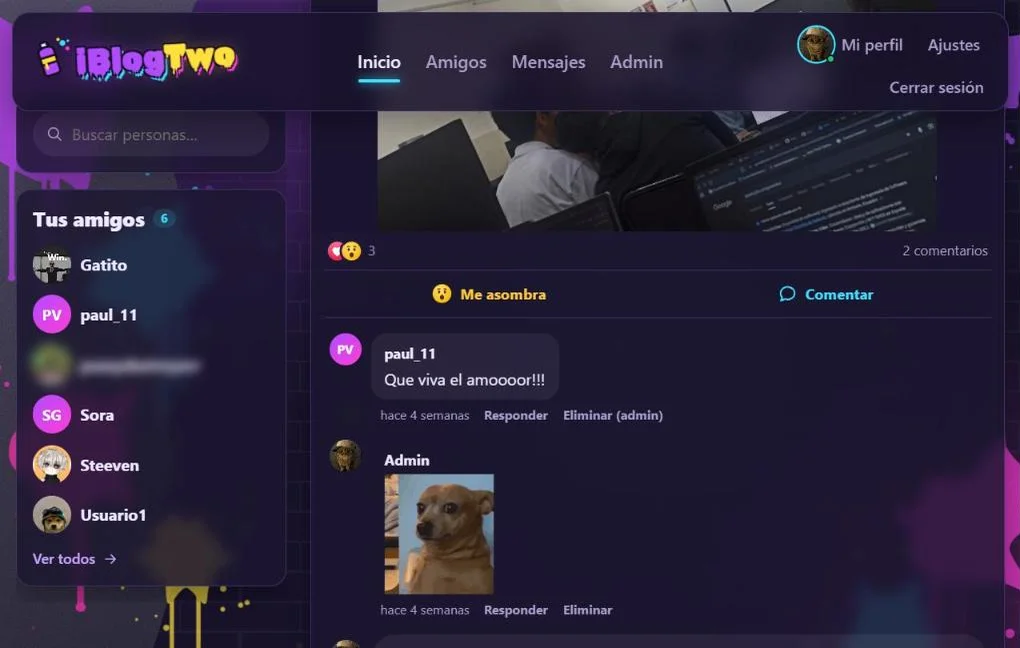 iBlogTwo
Inicio
Amigos
Mensajes
Admin
Mi perfil
Ajustes
Cerrar sesión
Buscar personas...
Tus amigos 6
Win.
Gatito
PV
paul_11
SG
Sora
Steeven
Usuario1
Ver todos →
Google
3
2 comentarios
Me asombra
Comentar
PV
paul_11
Que viva el amoooor!!!
hace 4 semanas Responder Eliminar (admin)
Admin
hace 4 semanas Responder Eliminar